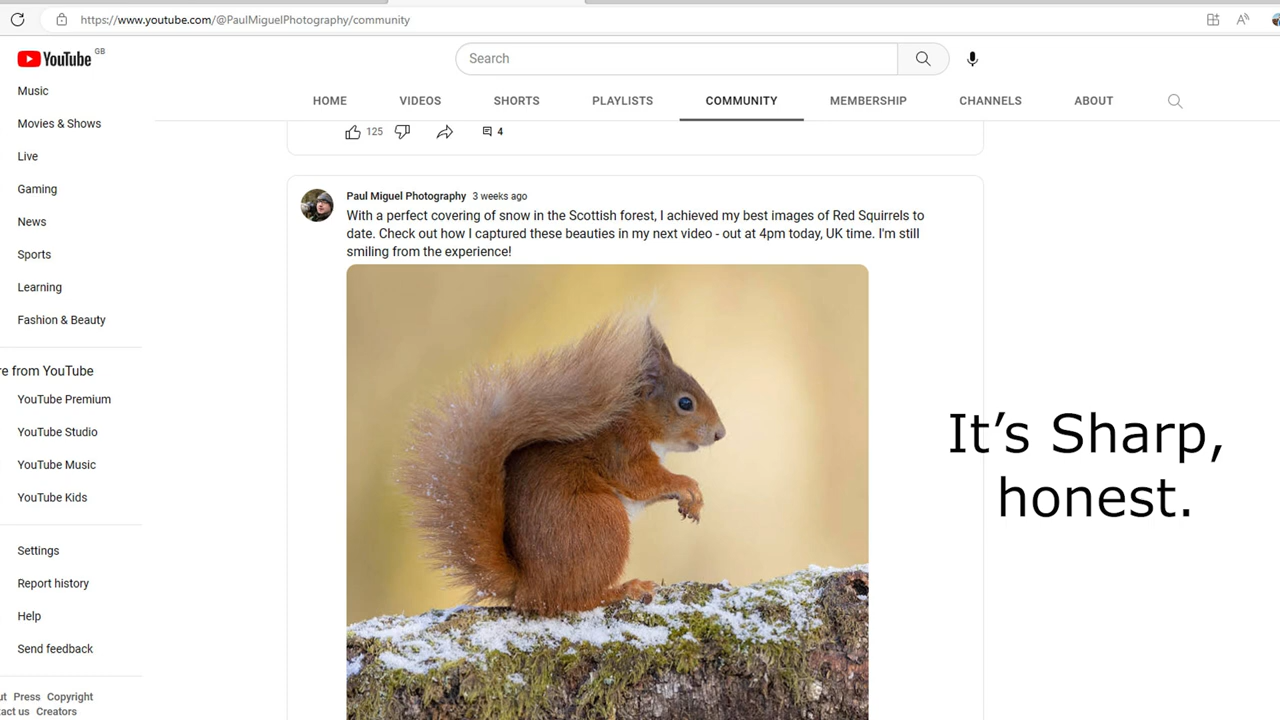 https://www.youtube.com/@PaulMiguelPhotography/community
YouTube GB
Search
HOME VIDEOS SHORTS PLAYLISTS COMMUNITY MEMBERSHIP CHANNELS ABOUT
Music
Movies & Shows
Live
Gaming
News
Sports
Learning
Fashion & Beauty
re from YouTube
YouTube Premium
YouTube Studio
YouTube Music
YouTube Kids
Settings
Report history
Help
Send feedback
ut Press Copyright
tact us Creators
125 4
Paul Miguel Photography 3 weeks ago
With a perfect covering of snow in the Scottish forest, I achieved my best images of Red Squirrels to
date. Check out how I captured these beauties in my next video - out at 4pm today, UK time. I'm still
smiling from the experience!
It’s Sharp,
honest.